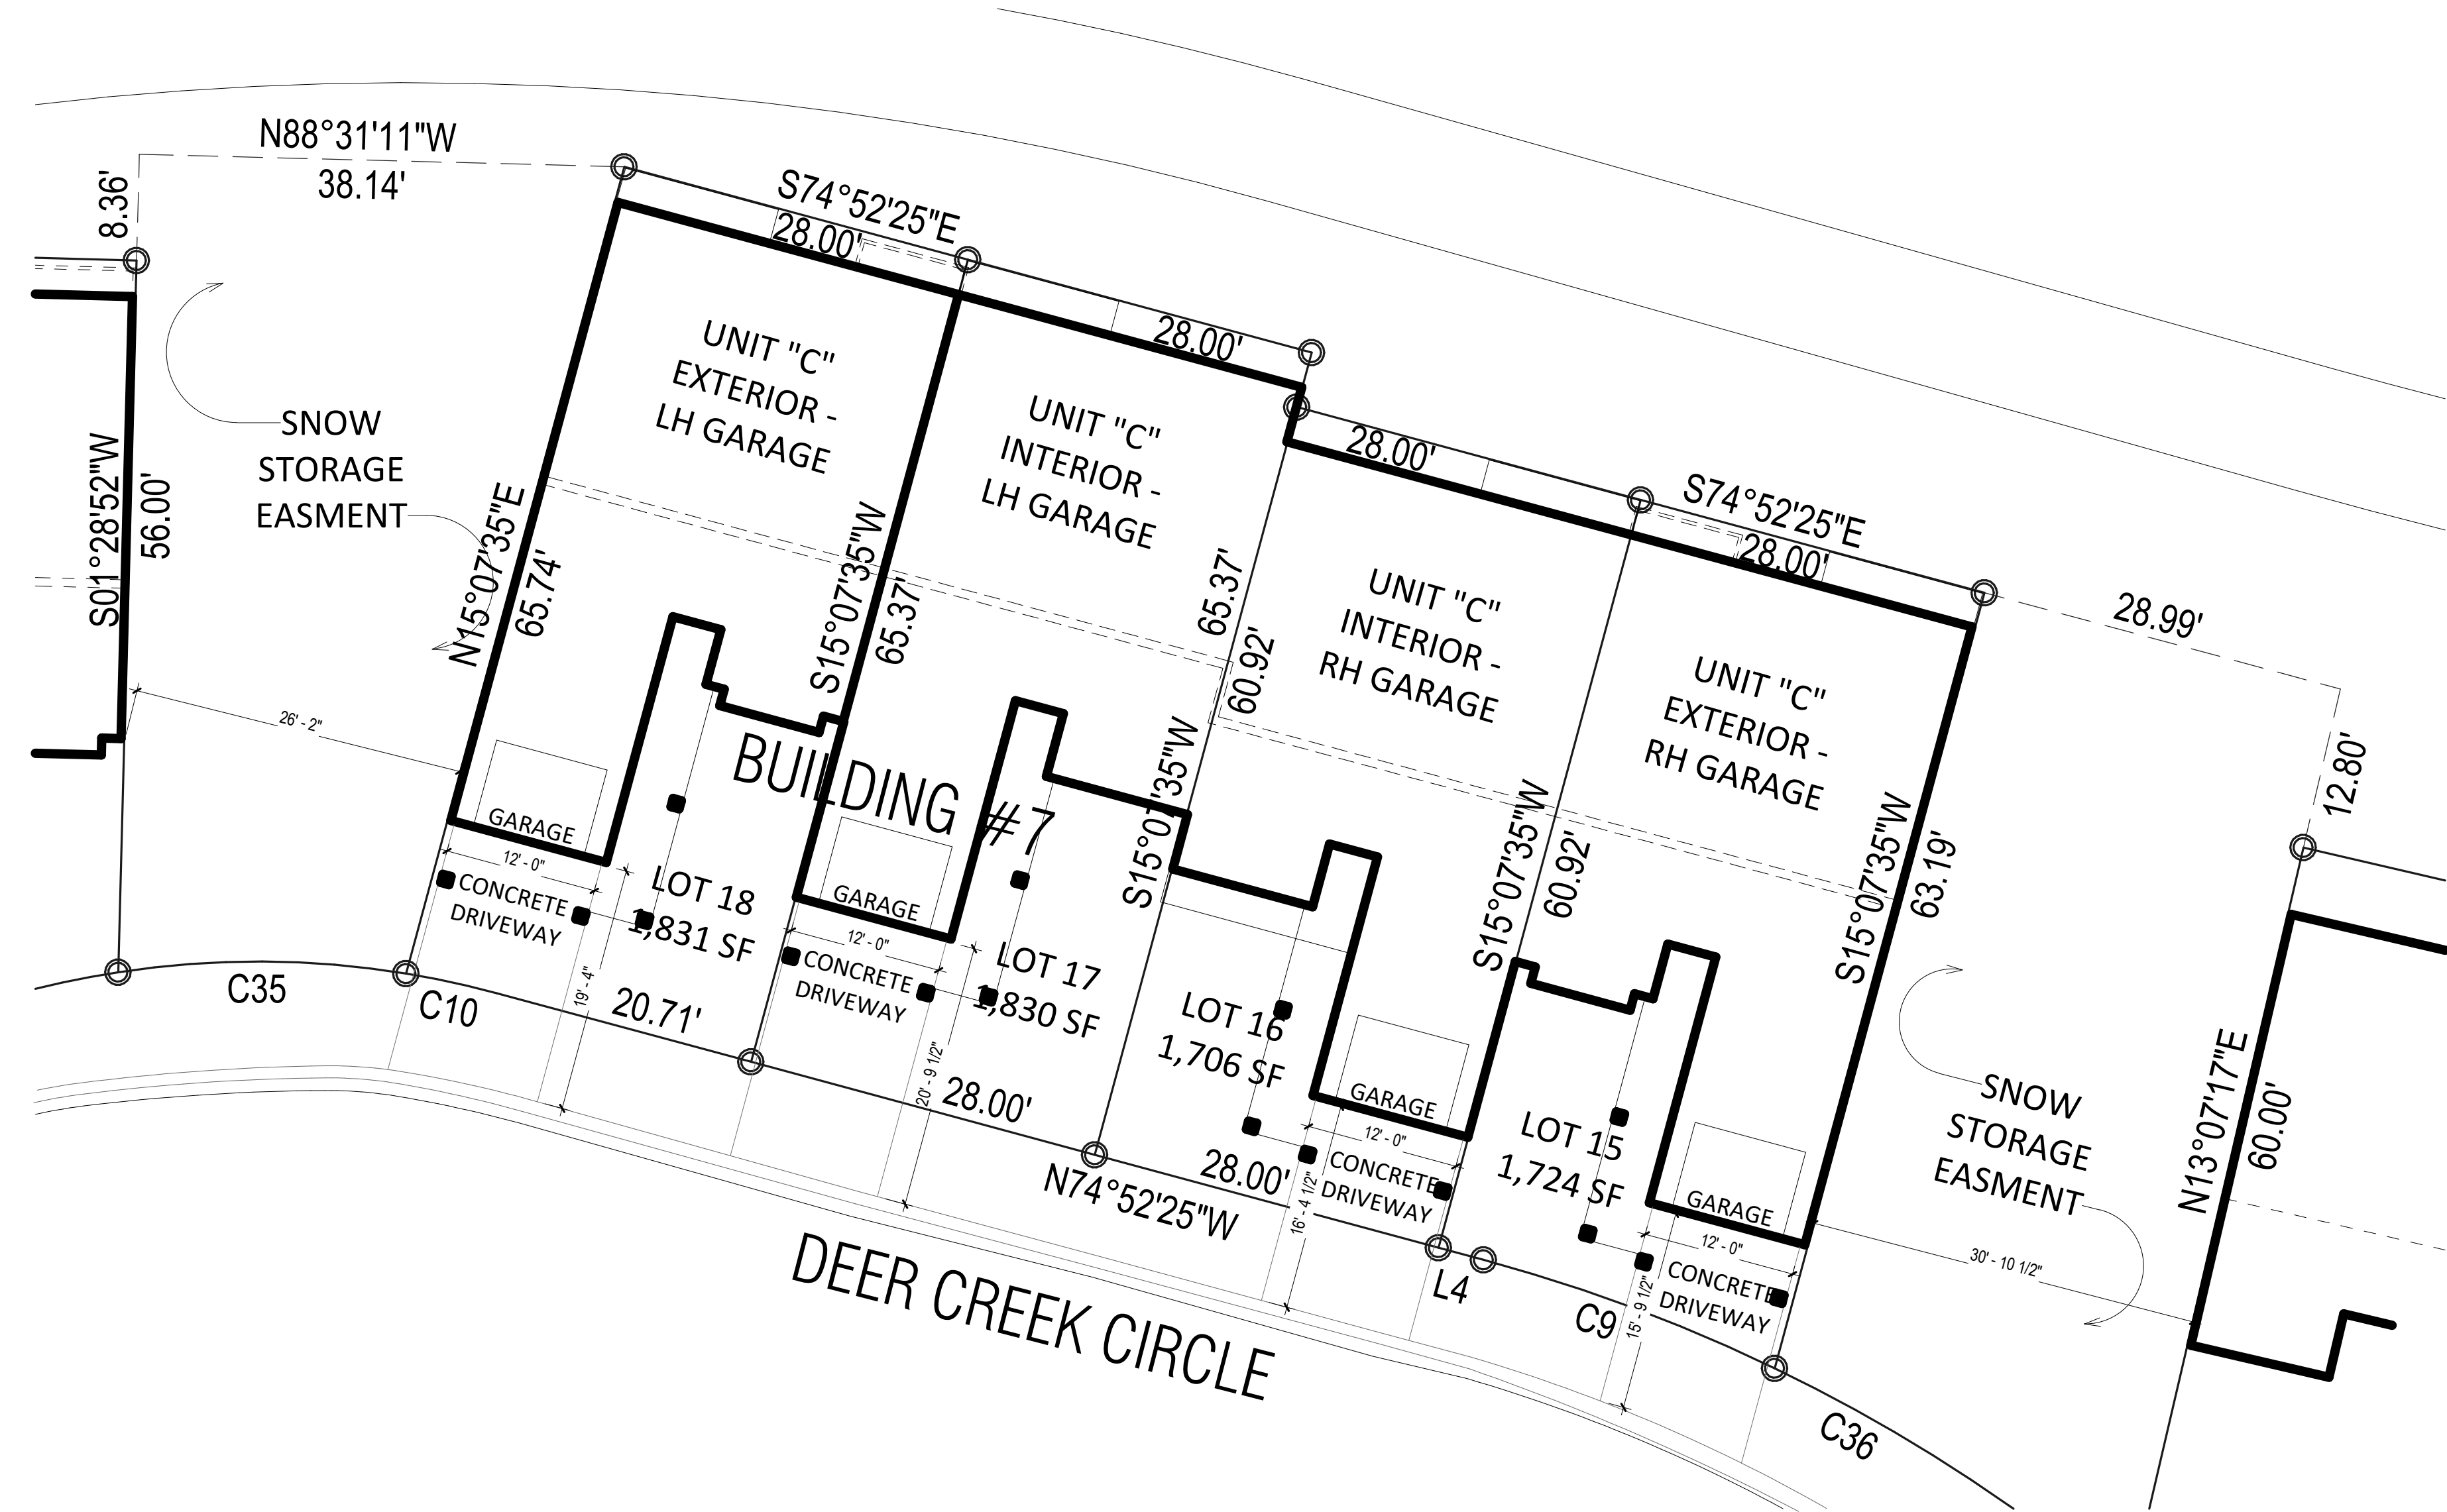 N88°31'11"W
38.14'
8.36'
S74°52'25"E
28.00'
28.00'
28.00'
S74°52'25"E
28.00'
28.99'
12.80'
SNOW
STORAGE
EASMENT
S01°28'52"W
56.00'
N15°07'35"E
65.74'
UNIT "C"
EXTERIOR -
LH GARAGE
S15°07'35"W
65.37'
UNIT "C"
INTERIOR -
LH GARAGE
65.37'
60.92'
S15°07'35"W
UNIT "C"
INTERIOR -
RH GARAGE
S15°07'35"W
60.92'
UNIT "C"
EXTERIOR -
RH GARAGE
S15°07'35"W
63.19'
26' - 2"
BUILDING #7
GARAGE
12' - 0"
CONCRETE
DRIVEWAY
LOT 18
1,831 SF
19' - 4"
GARAGE
12' - 0"
CONCRETE
DRIVEWAY
LOT 17
1,830 SF
20' - 9 1/2"
LOT 16
1,706 SF
GARAGE
12' - 0"
CONCRETE
DRIVEWAY
16' - 4 1/2"
LOT 15
1,724 SF
GARAGE
12' - 0"
CONCRETE
DRIVEWAY
15' - 9 1/2"
SNOW
STORAGE
EASMENT
30' - 10 1/2"
N13°07'17"E
60.00'
C35
C10
20.71'
28.00'
28.00'
N74°52'25"W
L4
C9
C36
DEER CREEK CIRCLE